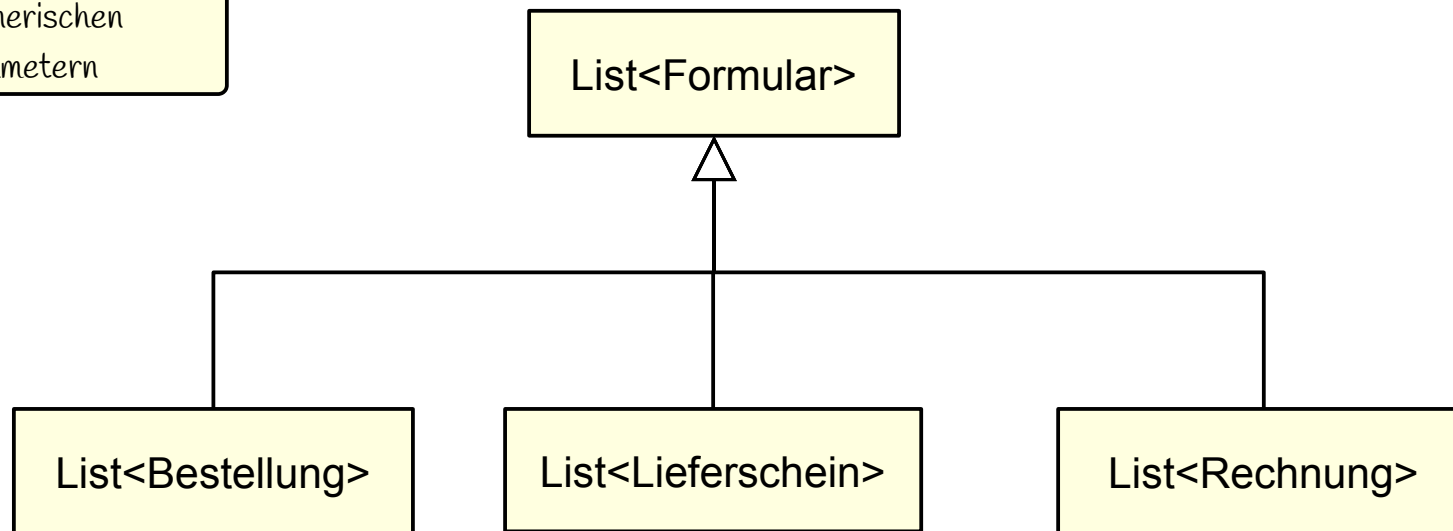 nerischen
metern
List<Formular>
List<Bestellung>
List<Lieferschein>
List<Rechnung>